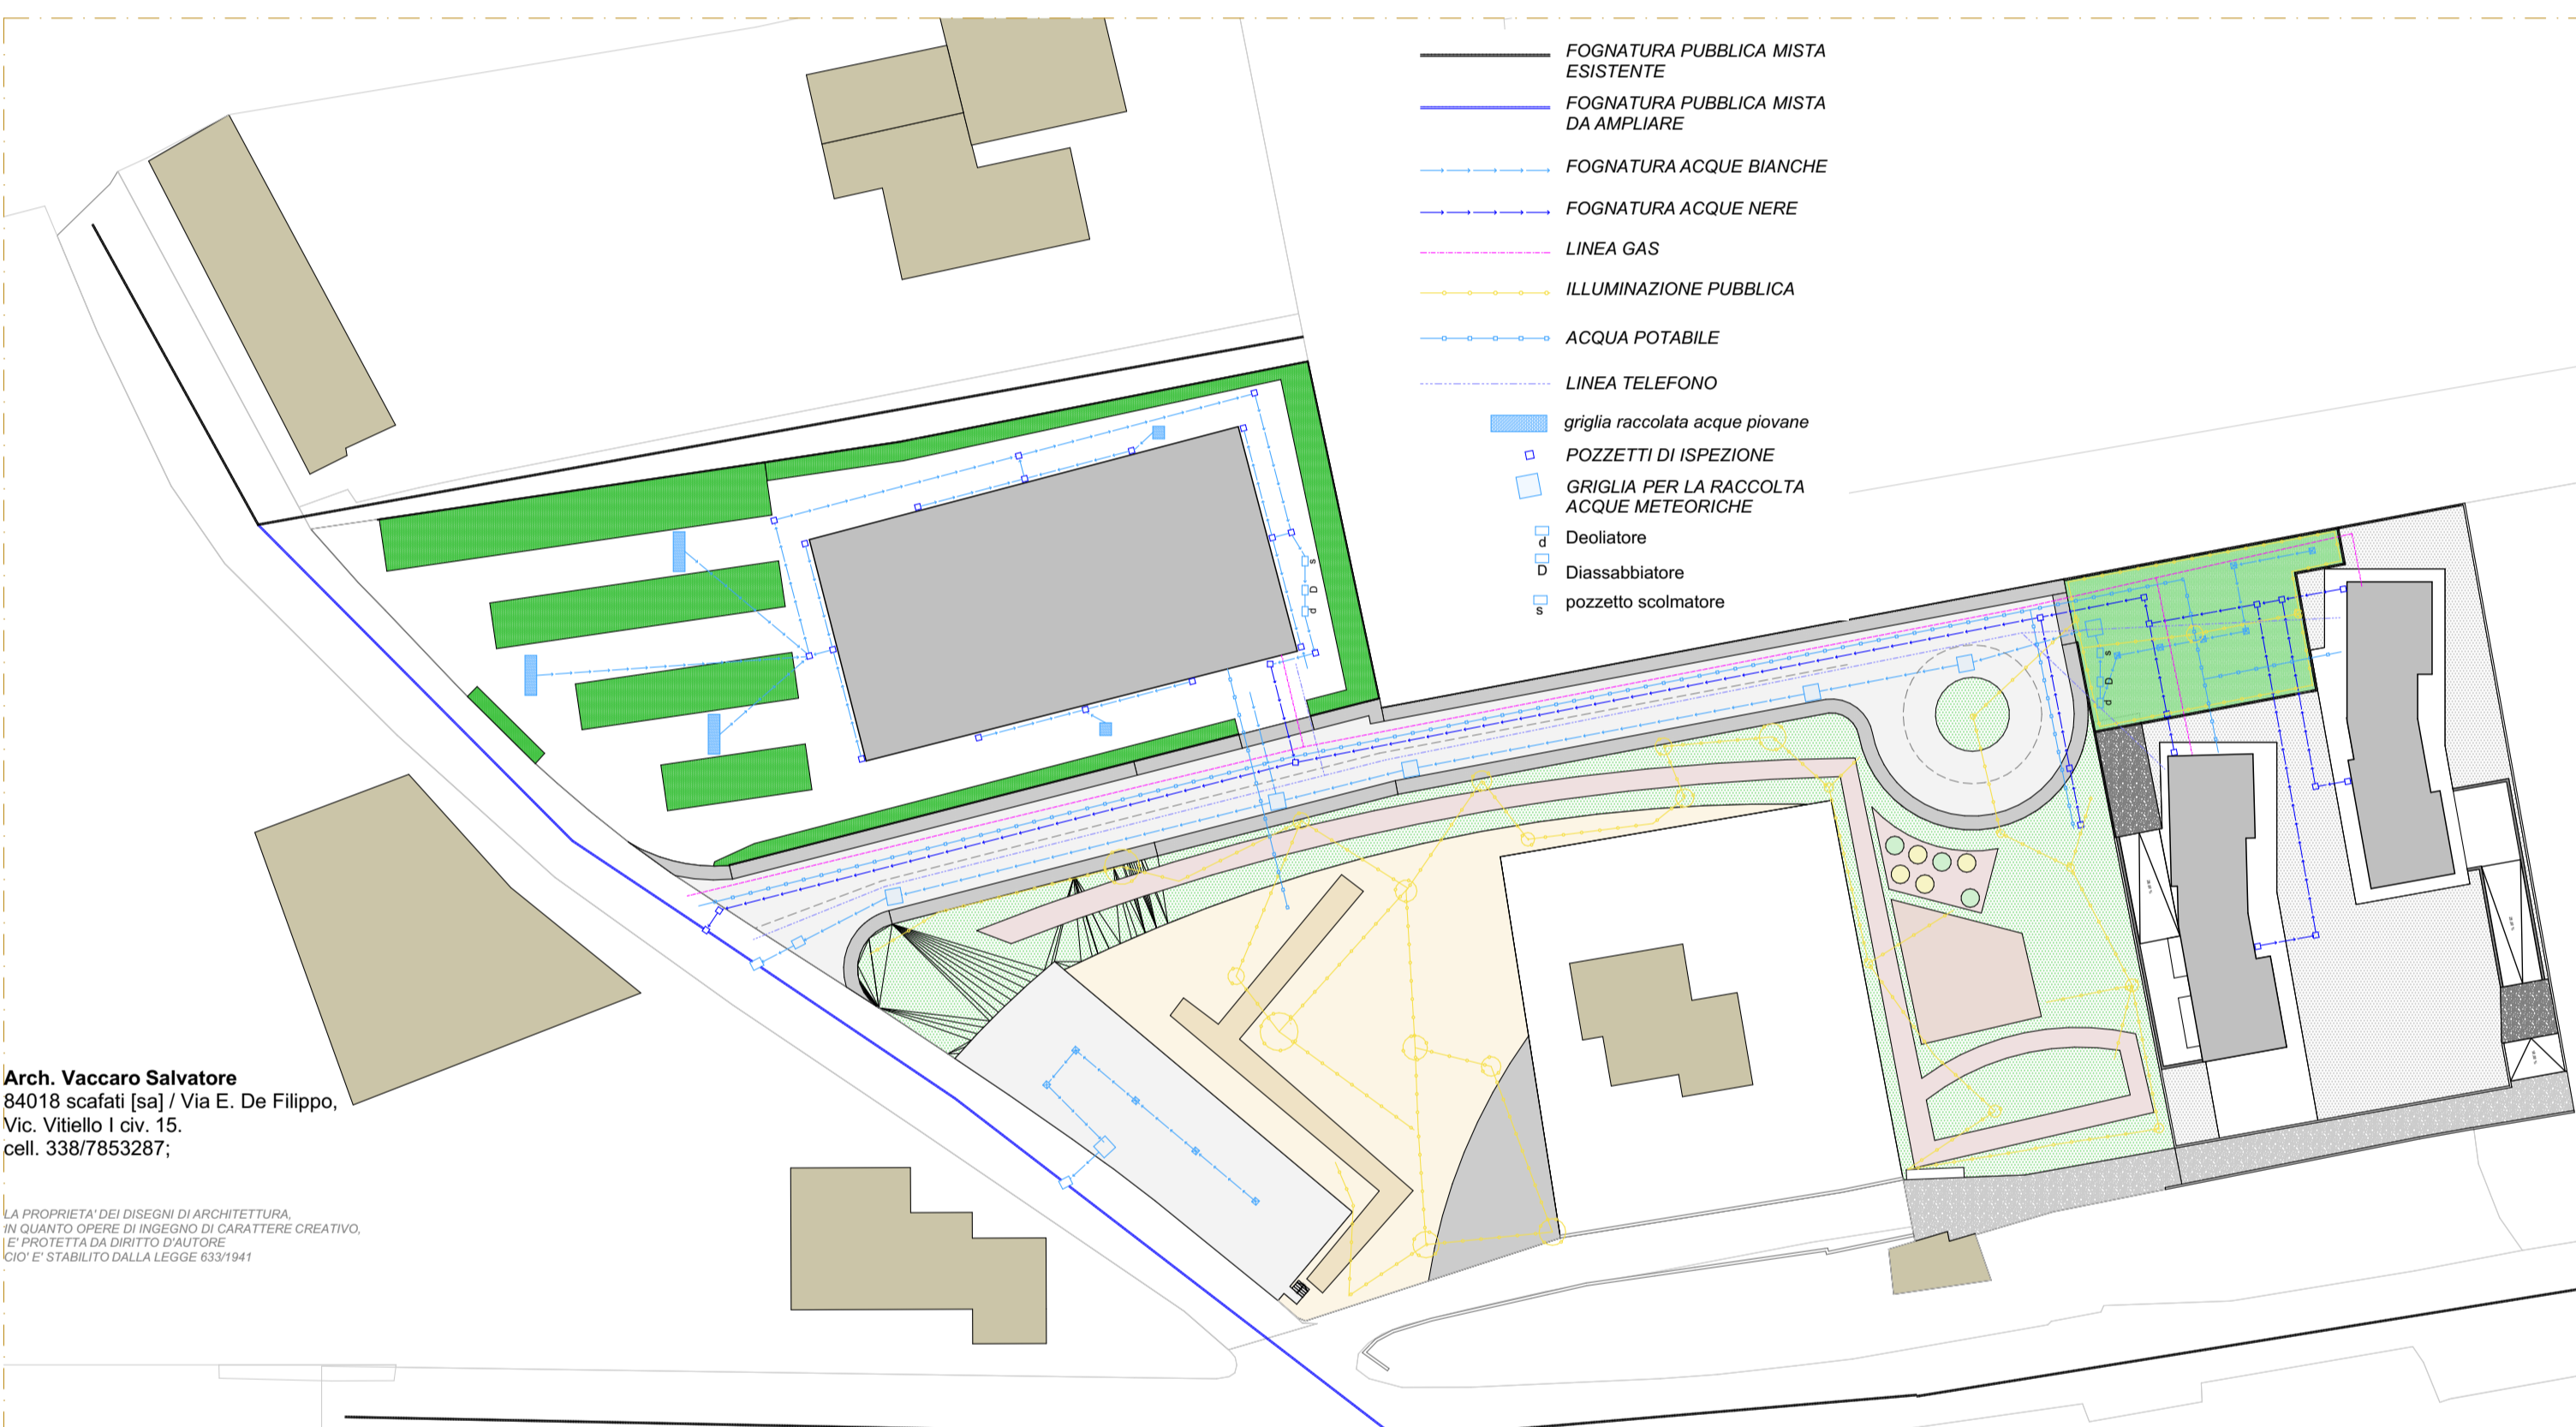 FOGNATURA PUBBLICA MISTA
ESISTENTE
FOGNATURA PUBBLICA MISTA
DA AMPLIARE
FOGNATURA ACQUE BIANCHE
FOGNATURA ACQUE NERE
LINEA GAS
ILLUMINAZIONE PUBBLICA
ACQUA POTABILE
LINEA TELEFONO
griglia raccolata acque piovane
POZZETTI DI ISPEZIONE
GRIGLIA PER LA RACCOLTA
ACQUE METEORICHE
d Deoliatore
D Diassabbiatore
s pozzetto scolmatore
s
D
d
s
D
d
Arch. Vaccaro Salvatore
84018 scafati [sa] / Via E. De Filippo,
Vic. Vitiello I civ. 15.
cell. 338/7853287;
LA PROPRIETA' DEI DISEGNI DI ARCHITETTURA,
IN QUANTO OPERE DI INGEGNO DI CARATTERE CREATIVO,
E' PROTETTA DA DIRITTO D'AUTORE
CIO' E' STABILITO DALLA LEGGE 633/1941